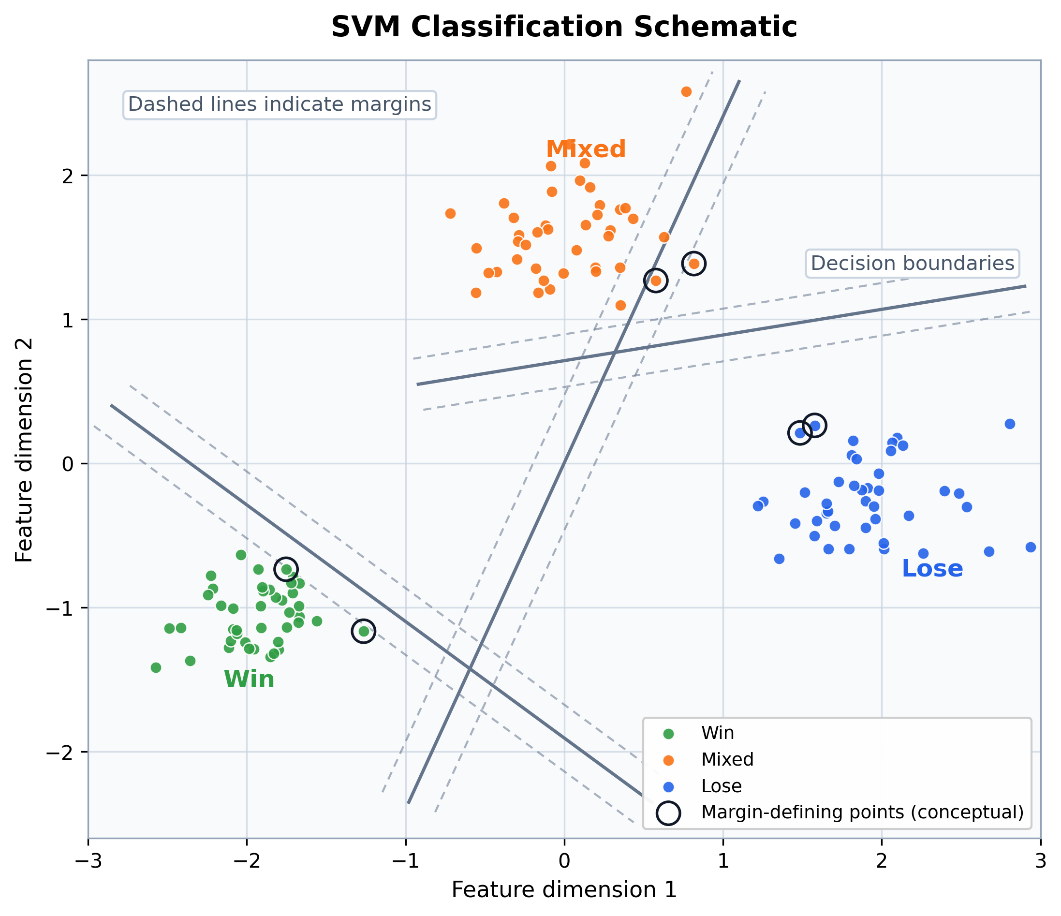 SVM Classification Schematic
Dashed lines indicate margins
Mixed
Decision boundaries
Lose
Win
Win
Mixed
Lose
Margin-defining points (conceptual)
2
1
0
−1
−2
−3
−2
−1
0
1
2
3
Feature dimension 1
Feature dimension 2